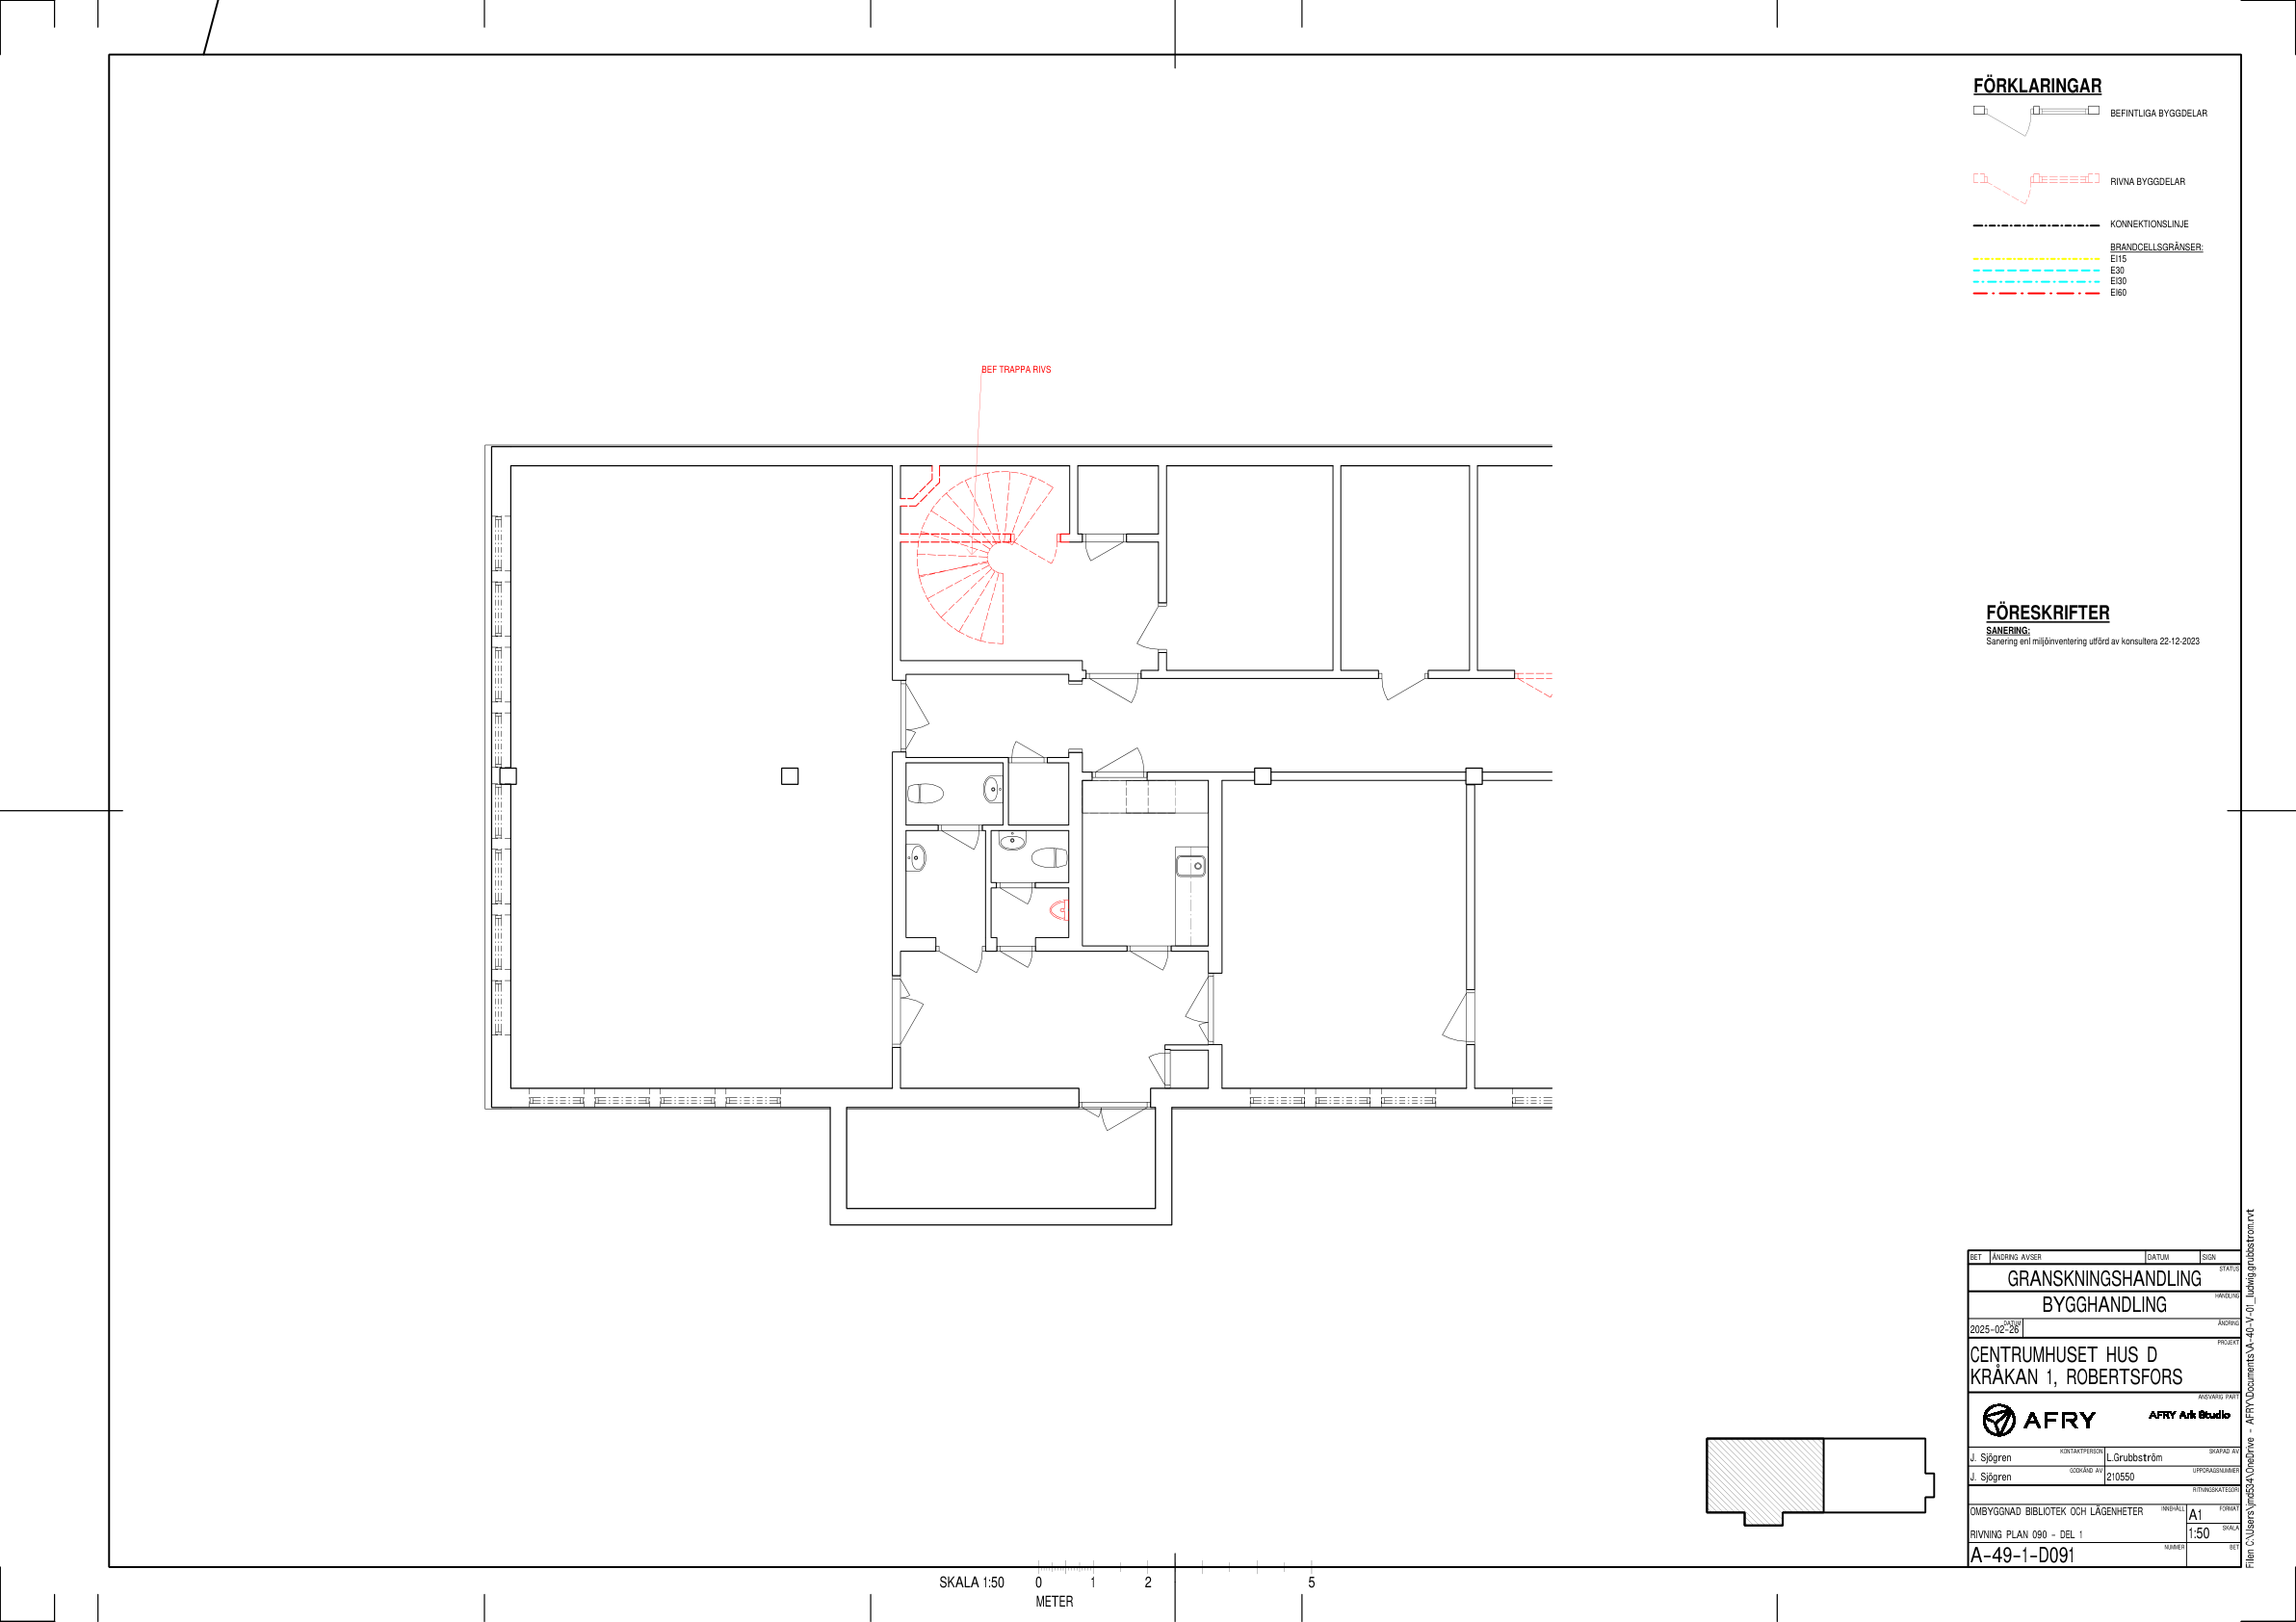 FÖRKLARINGAR
BEFINTLIGA BYGGDELAR
RIVNA BYGGDELAR
KONNEKTIONSLINJE
BRANDCELLSGRÄNSER:
EI15
E30
EI30
EI60
BEF TRAPPA RIVS
FÖRESKRIFTER
SANERING:
Sanering enl miljöinventering utförd av konsultera 22-12-2023
BET ÄNDRING AVSER DATUM SIGN
STATUS
GRANSKNINGSHANDLING
HANDLING
BYGGHANDLING
DATUM ÄNDRING
2025-02-26
PROJEKT
CENTRUMHUSET HUS D
KRÅKAN 1, ROBERTSFORS
ANSVARIG PART
AFRY AFRY Ark Studio
KONTAKTPERSON SKAPAD AV
J. Sjögren L.Grubbström
GODKÄND AV UPPDRAGSNUMMER
J. Sjögren 210550
RITNINGSKATEGORI
OMBYGGNAD BIBLIOTEK OCH LÄGENHETER INNEHÅLL FORMAT
A1
RIVNING PLAN 090 - DEL 1 1:50 SKALA
A-49-1-D091 NUMMER BET
Filen C:\Users\jnd534\OneDrive - AFRY\Documents\A-40-V-01_ludwig.grubbstrom.rvt
SKALA 1:50 0 1 2 5
METER